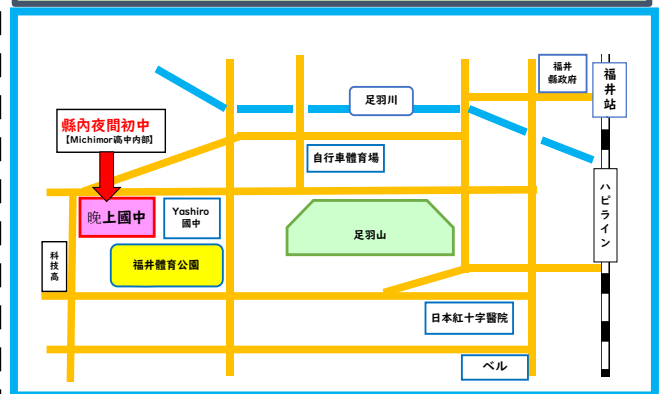 福井
縣政府
福井站
足羽川
縣內夜間初中
【Michimori高中内部】
自行車體育場
晚上國中
Yashiro
國中
足羽山
ハピライン
科技高
福井體育公園
日本紅十字醫院
ベル